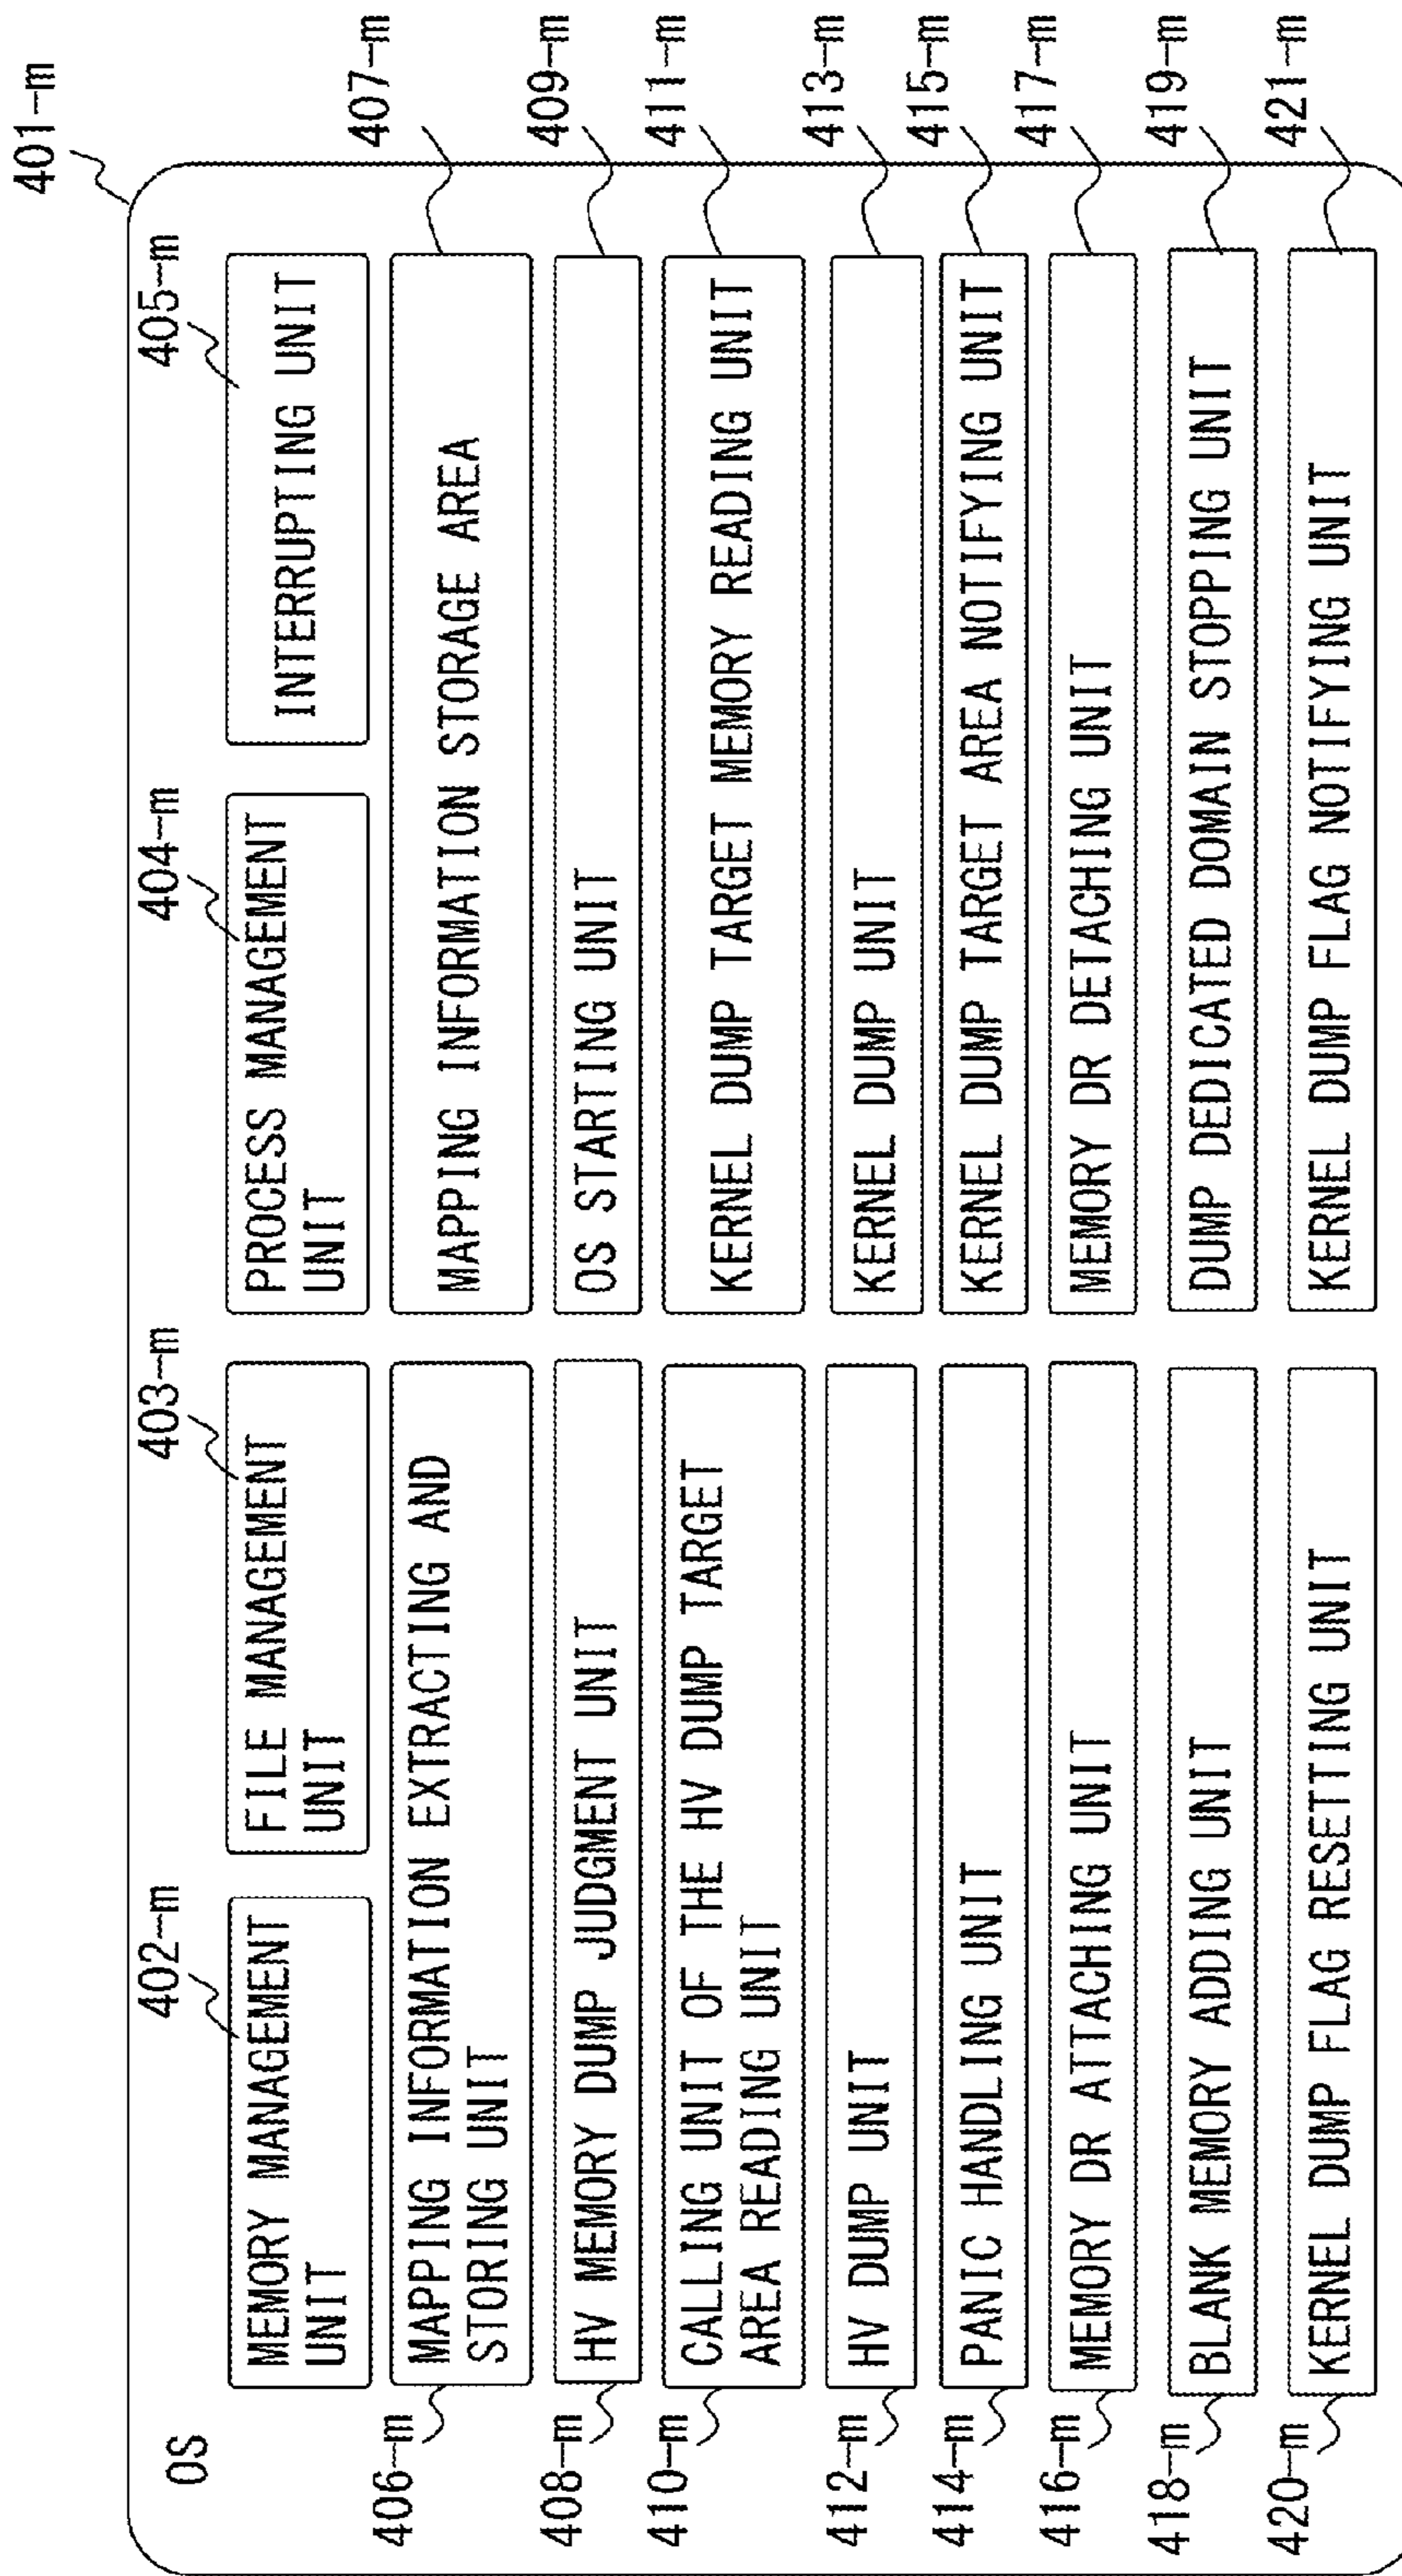 401-m
OS
402-m
403-m
404-m
405-m
MEMORY MANAGEMENT
UNIT
FILE MANAGEMENT
UNIT
PROCESS MANAGEMENT
UNIT
INTERRUPTING UNIT
406-m
MAPPING INFORMATION EXTRACTING AND
STORING UNIT
MAPPING INFORMATION STORAGE AREA
407-m
408-m
HV MEMORY DUMP JUDGMENT UNIT
OS STARTING UNIT
409-m
410-m
CALLING UNIT OF THE HV DUMP TARGET
AREA READING UNIT
KERNEL DUMP TARGET MEMORY READING UNIT
411-m
412-m
HV DUMP UNIT
KERNEL DUMP UNIT
413-m
414-m
PANIC HANDLING UNIT
KERNEL DUMP TARGET AREA NOTIFYING UNIT
415-m
416-m
MEMORY DR ATTACHING UNIT
MEMORY DR DETACHING UNIT
417-m
418-m
BLANK MEMORY ADDING UNIT
DUMP DEDICATED DOMAIN STOPPING UNIT
419-m
420-m
KERNEL DUMP FLAG RESETTING UNIT
KERNEL DUMP FLAG NOTIFYING UNIT
421-m